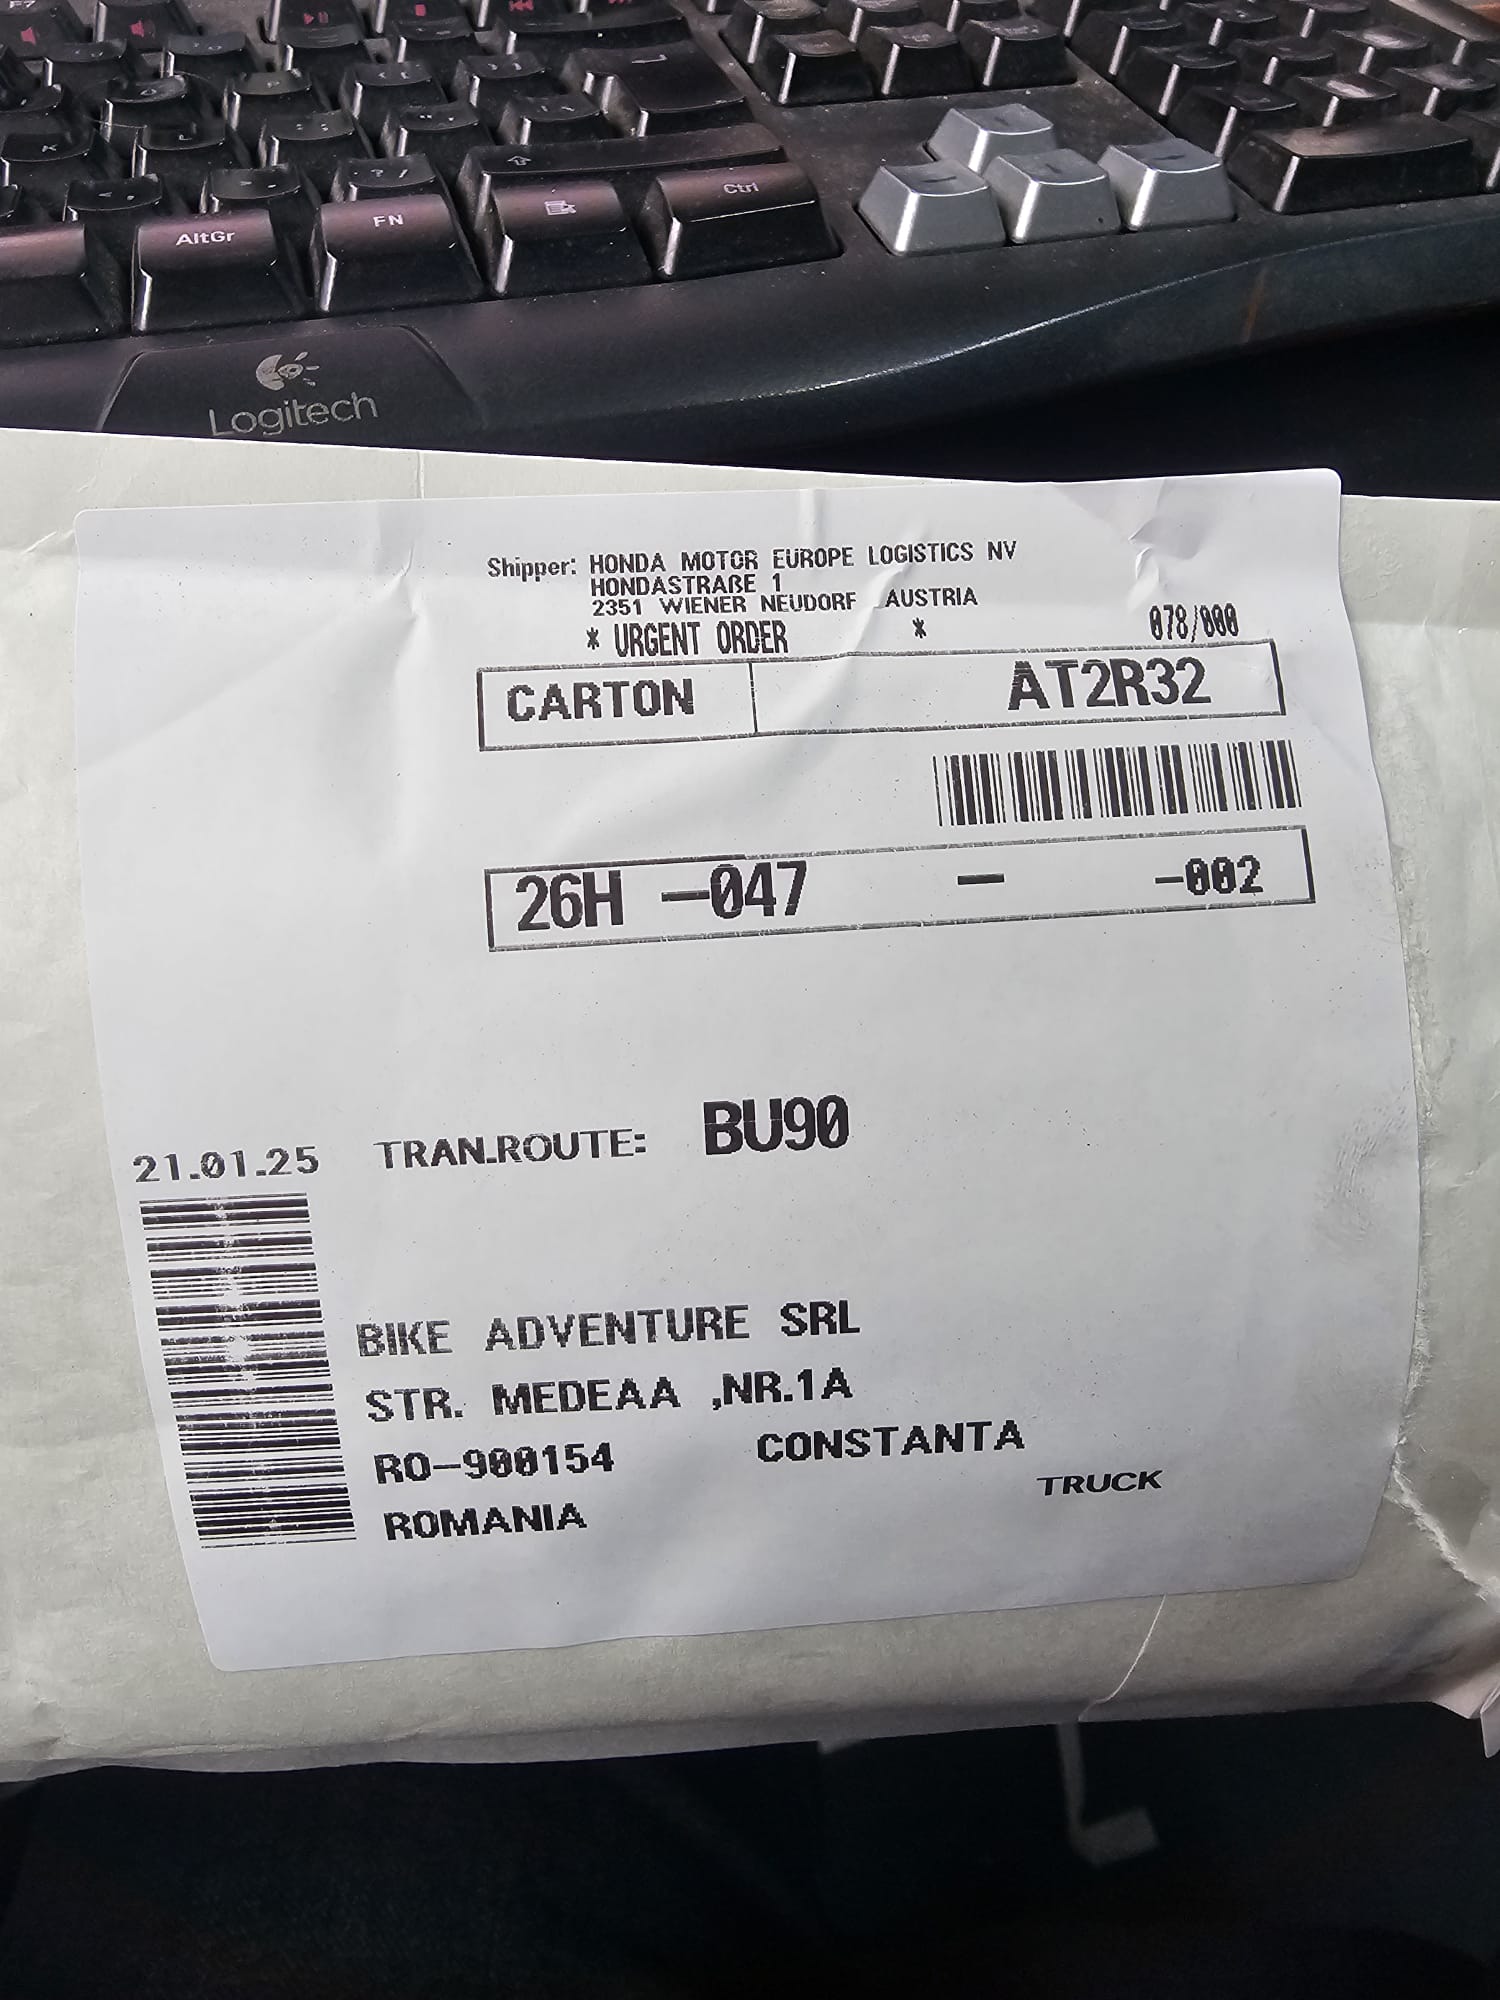 F7
AltGr
FN
Ctrl
Logitech
Shipper: HONDA MOTOR EUROPE LOGISTICS NV
HONDASTRAßE 1
2351 WIENER NEUDORF AUSTRIA
* URGENT ORDER *
078/000
CARTON AT2R32
26H -047 - -002
21.01.25 TRAN.ROUTE: BU90
BIKE ADVENTURE SRL
STR. MEDEAA ,NR.1A
RO-900154 CONSTANTA
TRUCK
ROMANIA